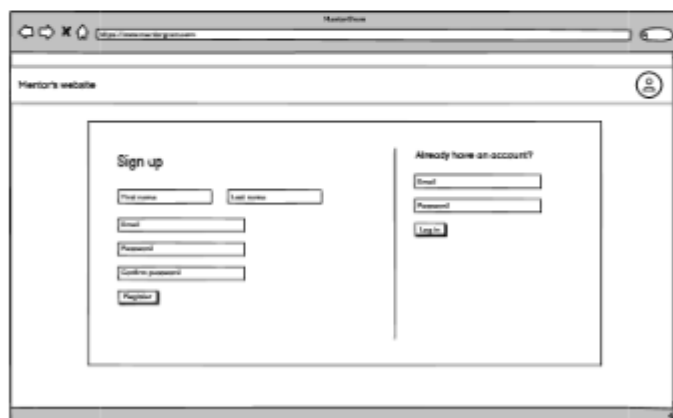 Mentor's website
Sign up
First name
Last name
Email
Password
Confirm password
Register
Already have an account?
Email
Password
Log in